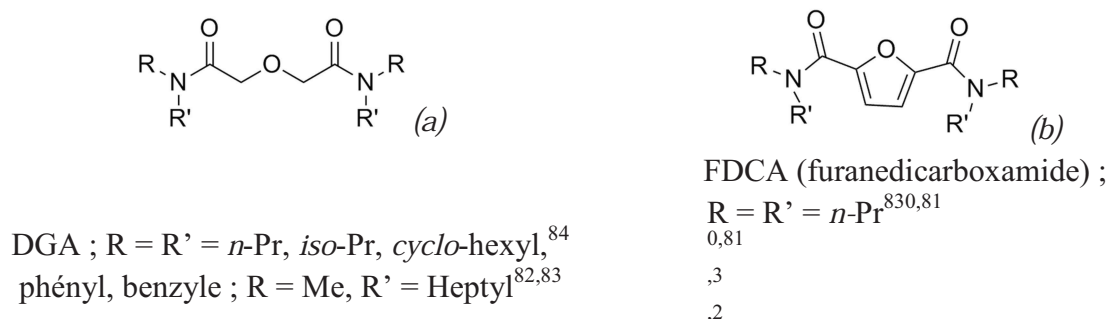 O O
R N O N R
R' R' (a)
O O O
R N N R
R' R' (b)
DGA ; R = R’ = n-Pr, iso-Pr, cyclo-hexyl,84
phényl, benzyle ; R = Me, R’ = Heptyl82,83
FDCA (furanedicarboxamide) ;
R = R’ = n-Pr830,81
0,81
,3
,2